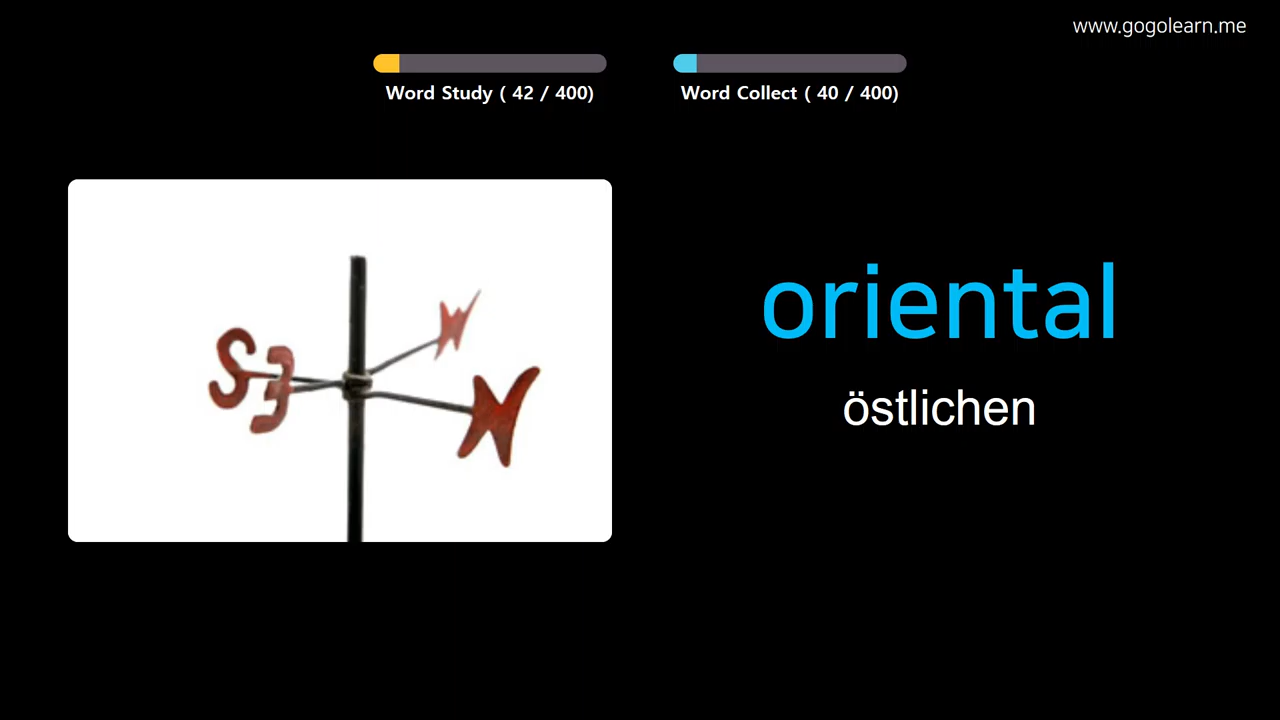 www.gogolearn.me
Word Study ( 42 / 400)
Word Collect ( 40 / 400)
oriental
östlichen
S
E
W
N